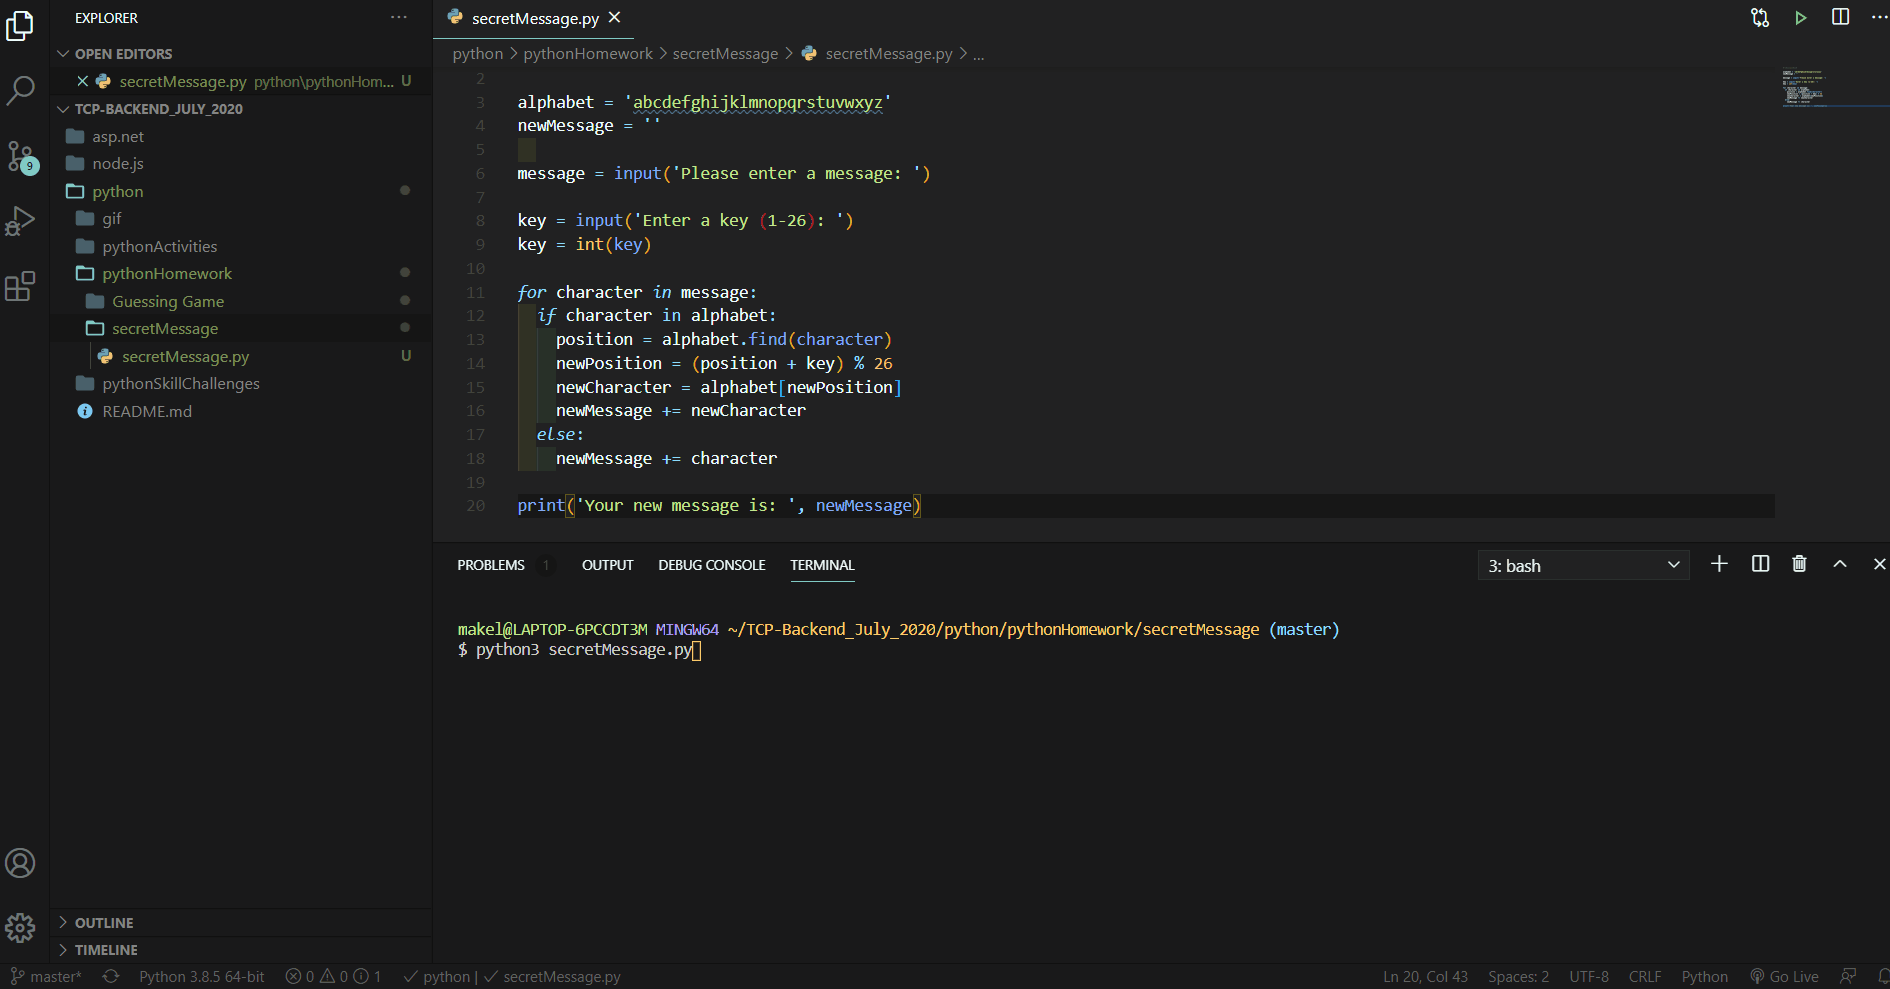 EXPLORER
···
OPEN EDITORS
secretMessage.py python\pythonHom... U
TCP-BACKEND_JULY_2020
asp.net
node.js
python
gif
pythonActivities
pythonHomework
Guessing Game
secretMessage
secretMessage.py U
pythonSkillChallenges
README.md
OUTLINE
TIMELINE
9
secretMessage.py
python > pythonHomework > secretMessage > secretMessage.py > ...
2
3 alphabet = 'abcdefghijklmnopqrstuvwxyz'
4 newMessage = ''
5
6 message = input('Please enter a message: ')
7
8 key = input('Enter a key (1-26): ')
9 key = int(key)
10
11 for character in message:
12 if character in alphabet:
13 position = alphabet.find(character)
14 newPosition = (position + key) % 26
15 newCharacter = alphabet[newPosition]
16 newMessage += newCharacter
17 else:
18 newMessage += character
19
20 print('Your new message is: ', newMessage)
PROBLEMS 1 OUTPUT DEBUG CONSOLE TERMINAL 3: bash
makel@LAPTOP-6PCCDT3M MINGW64 ~/TCP-Backend_July_2020/python/pythonHomework/secretMessage (master)
$ python3 secretMessage.py
master* Python 3.8.5 64-bit 0 0 1 python | secretMessage.py Ln 20, Col 43 Spaces: 2 UTF-8 CRLF Python Go Live